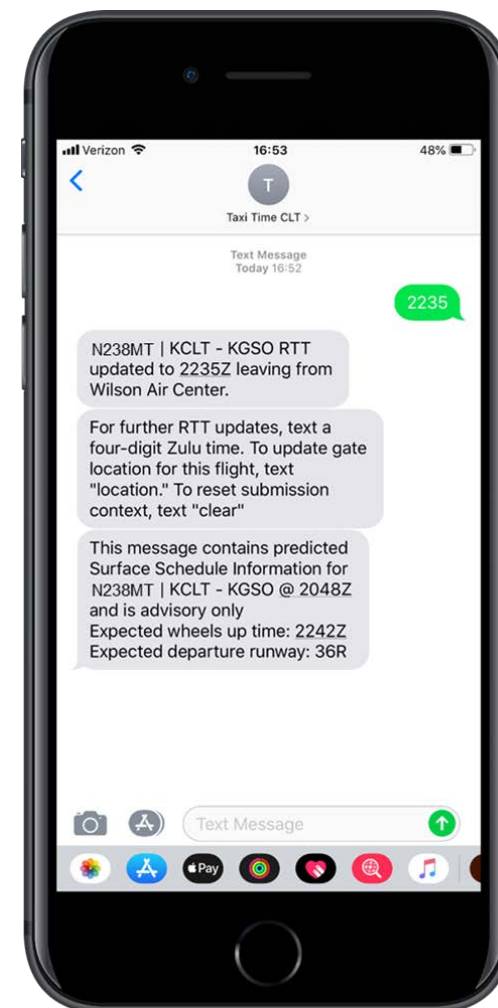 Verizon 16:53 48%
T
Taxi Time CLT >
Text Message
Today 16:52
2235
N238MT | KCLT - KGSO RTT
updated to 2235Z leaving from
Wilson Air Center.
For further RTT updates, text a
four-digit Zulu time. To update gate
location for this flight, text
"location." To reset submission
context, text "clear"
This message contains predicted
Surface Schedule Information for
N238MT | KCLT - KGSO @ 2048Z
and is advisory only
Expected wheels up time: 2242Z
Expected departure runway: 36R
Text Message
Pay